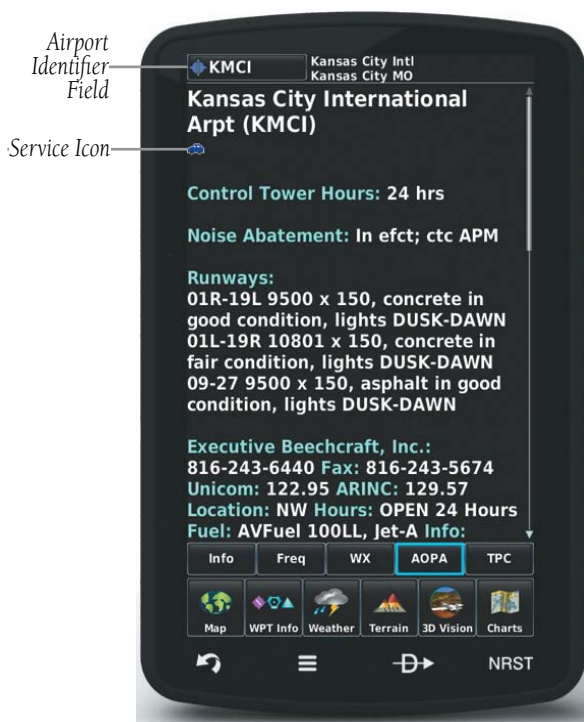 Airport
Identifier
Field
Service Icon
KMCI
Kansas City Intl
Kansas City MO
Kansas City International
Arpt (KMCI)
Control Tower Hours: 24 hrs
Noise Abatement: In efct; ctc APM
Runways:
01R-19L 9500 x 150, concrete in
good condition, lights DUSK-DAWN
01L-19R 10801 x 150, concrete in
fair condition, lights DUSK-DAWN
09-27 9500 x 150, asphalt in good
condition, lights DUSK-DAWN
Executive Beechcraft, Inc.:
816-243-6440 Fax: 816-243-5674
Unicom: 122.95 ARINC: 129.57
Location: NW Hours: OPEN 24 Hours
Fuel: AVFuel 100LL, Jet-A Info:
Info Freq WX AOPA TPC
Map WPT Info Weather Terrain 3D Vision Charts
NRST